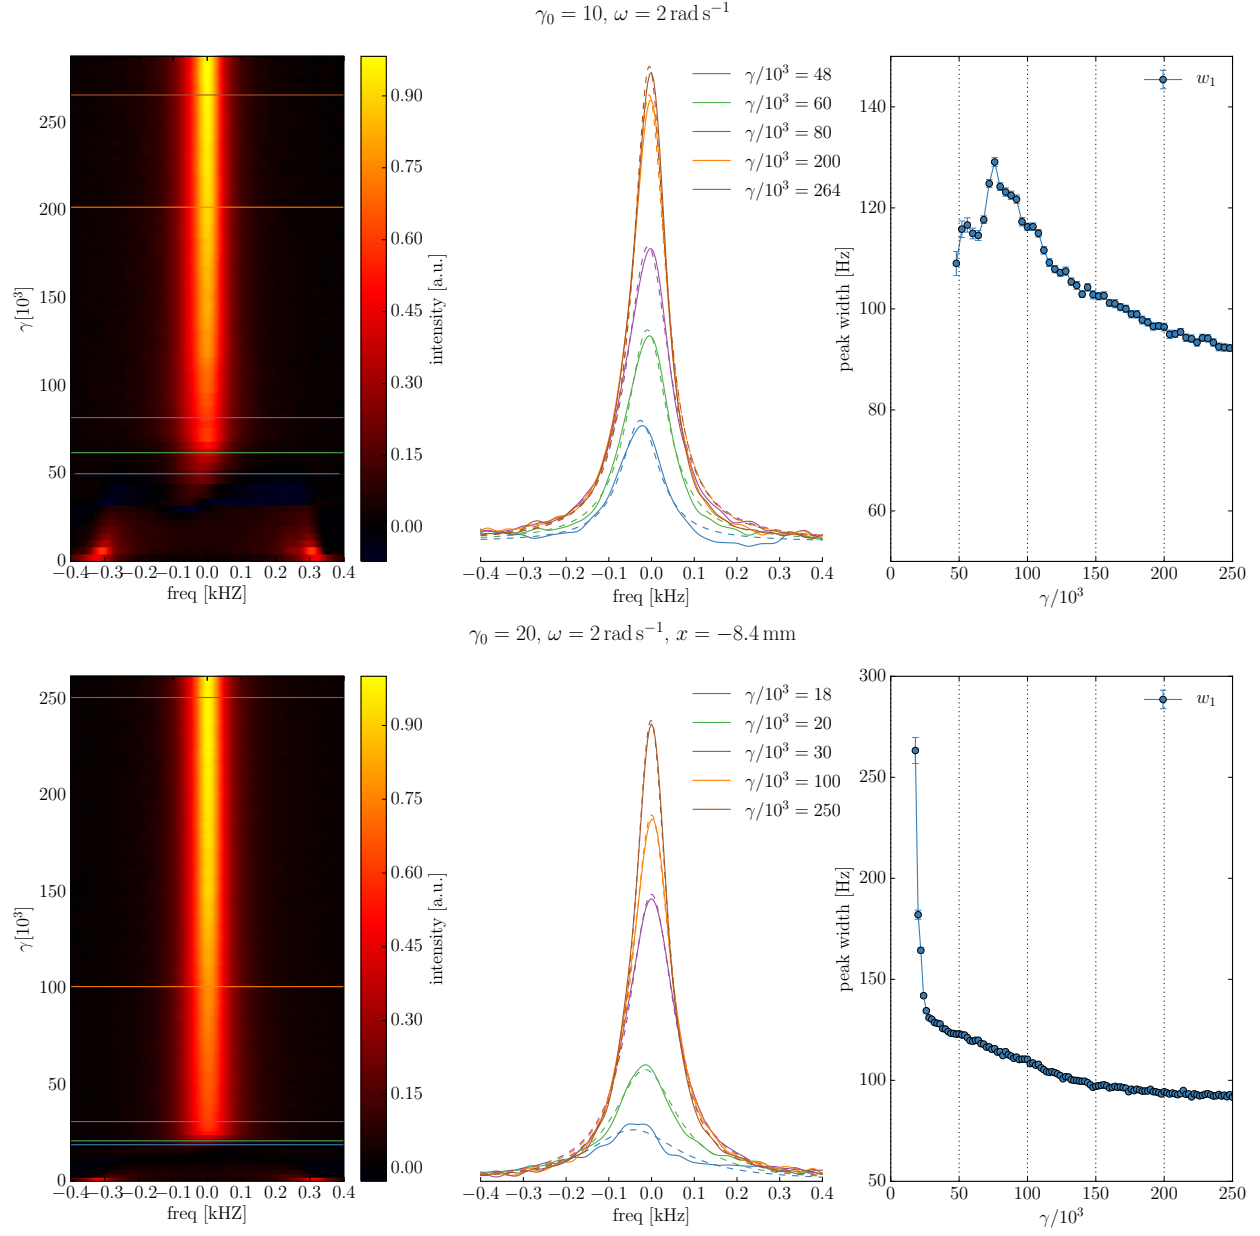 γ₀ = 10, ω = 2 rad s⁻¹
250
200
150
100
50
0
γ[10³]
−0.4−0.3−0.2−0.1 0.0 0.1 0.2 0.3 0.4
freq [kHZ]
0.90
0.75
0.60
0.45
0.30
0.15
0.00
intensity [a.u.]
γ/10³ = 48
γ/10³ = 60
γ/10³ = 80
γ/10³ = 200
γ/10³ = 264
−0.4 −0.3 −0.2 −0.1 0.0 0.1 0.2 0.3 0.4
freq [kHz]
w₁
140
120
100
80
60
peak width [Hz]
0 50 100 150 200 250
γ/10³
γ₀ = 20, ω = 2 rad s⁻¹, x = −8.4 mm
250
200
150
100
50
0
γ[10³]
−0.4−0.3−0.2−0.1 0.0 0.1 0.2 0.3 0.4
freq [kHZ]
0.90
0.75
0.60
0.45
0.30
0.15
0.00
intensity [a.u.]
γ/10³ = 18
γ/10³ = 20
γ/10³ = 30
γ/10³ = 100
γ/10³ = 250
−0.4 −0.3 −0.2 −0.1 0.0 0.1 0.2 0.3 0.4
freq [kHz]
w₁
300
250
200
150
100
50
peak width [Hz]
0 50 100 150 200 250
γ/10³